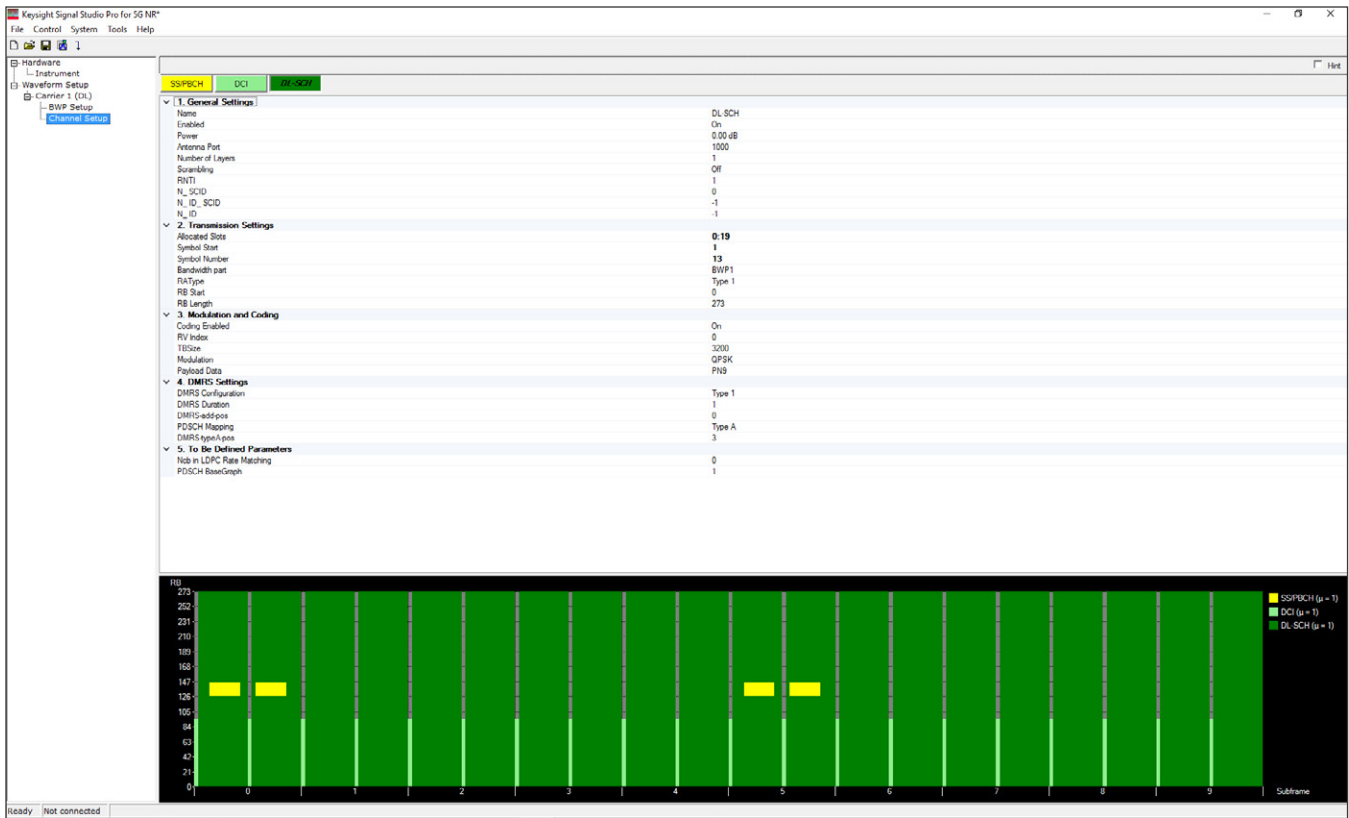 Keysight Signal Studio Pro for 5G NR*
File Control System Tools Help
Hardware
Instrument
Waveform Setup
Carrier 1 (DL)
BWP Setup
Channel Setup
Hint
SS/PBCH DCI DL-SCH
1. General Settings
Name DL-SCH
Enabled On
Power 0.00 dB
Antenna Port 1000
Number of Layers 1
Scrambling Off
RNTI 1
N_SCID 0
N_ID_SCID -1
N_ID -1
2. Transmission Settings
Allocated Slots 0:19
Symbol Start 1
Symbol Number 13
Bandwidth part BWP1
RAType Type 1
RB Start 0
RB Length 273
3. Modulation and Coding
Coding Enabled On
RV Index 0
TBSize 3200
Modulation QPSK
Payload Data PN9
4. DMRS Settings
DMRS Configuration Type 1
DMRS Duration 1
DMRS-add-pos 0
PDSCH Mapping Type A
DMRS-typeA-pos 3
5. To Be Defined Parameters
Ncb in LDPC Rate Matching 0
PDSCH BaseGraph 1
RB
273
252
231
210
189
168
147
126
105
84
63
42
21
0
0 1 2 3 4 5 6 7 8 9 Subframe
SS/PBCH (μ = 1)
DCI (μ = 1)
DL-SCH (μ = 1)
Ready Not connected